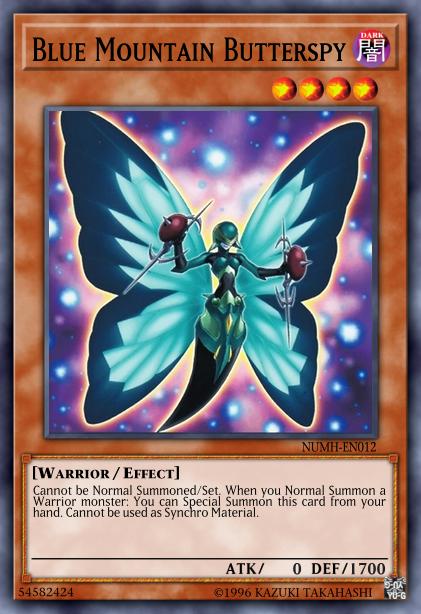 BLUE MOUNTAIN BUTTERSPY
DARK
闇
NUMH-EN012
[WARRIOR / EFFECT]
Cannot be Normal Summoned/Set. When you Normal Summon a
Warrior monster: You can Special Summon this card from your
hand. Cannot be used as Synchro Material.
ATK/ 0 DEF/1700
54582424
©1996 KAZUKI TAKAHASHI